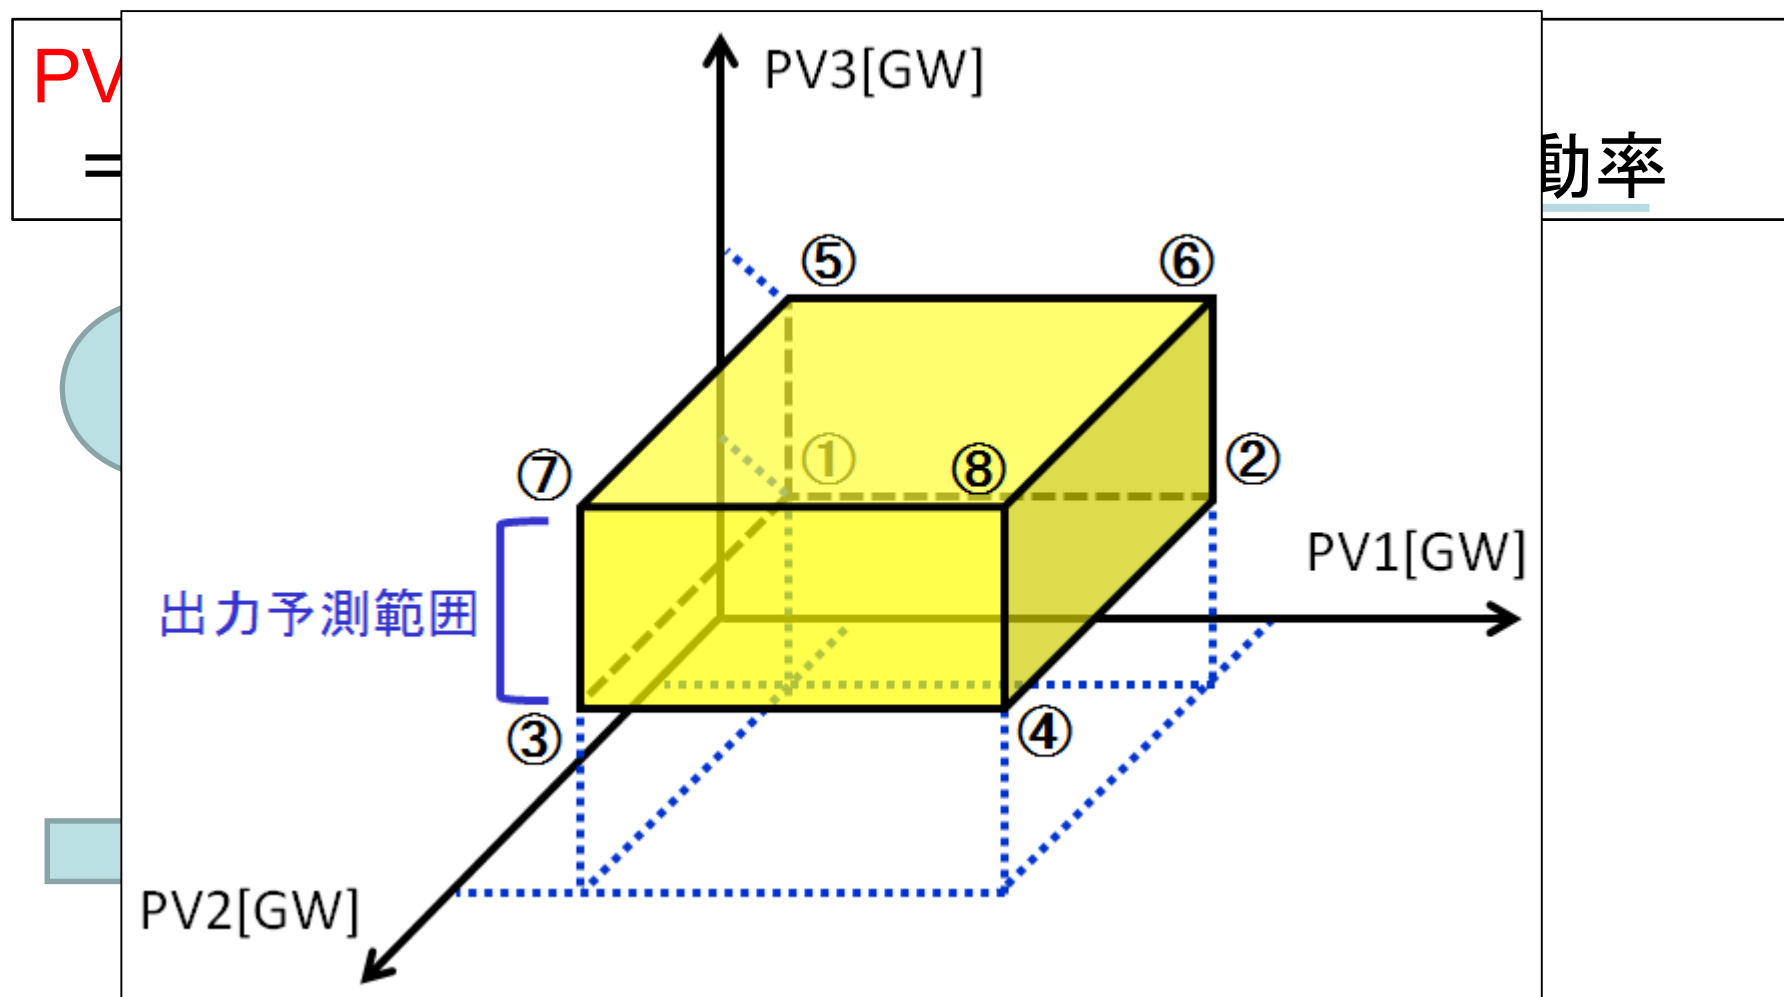 PV
=
動率
PV3[GW]
⑤
⑥
①
②
⑦
⑧
PV1[GW]
出力予測範囲
③
④
PV2[GW]